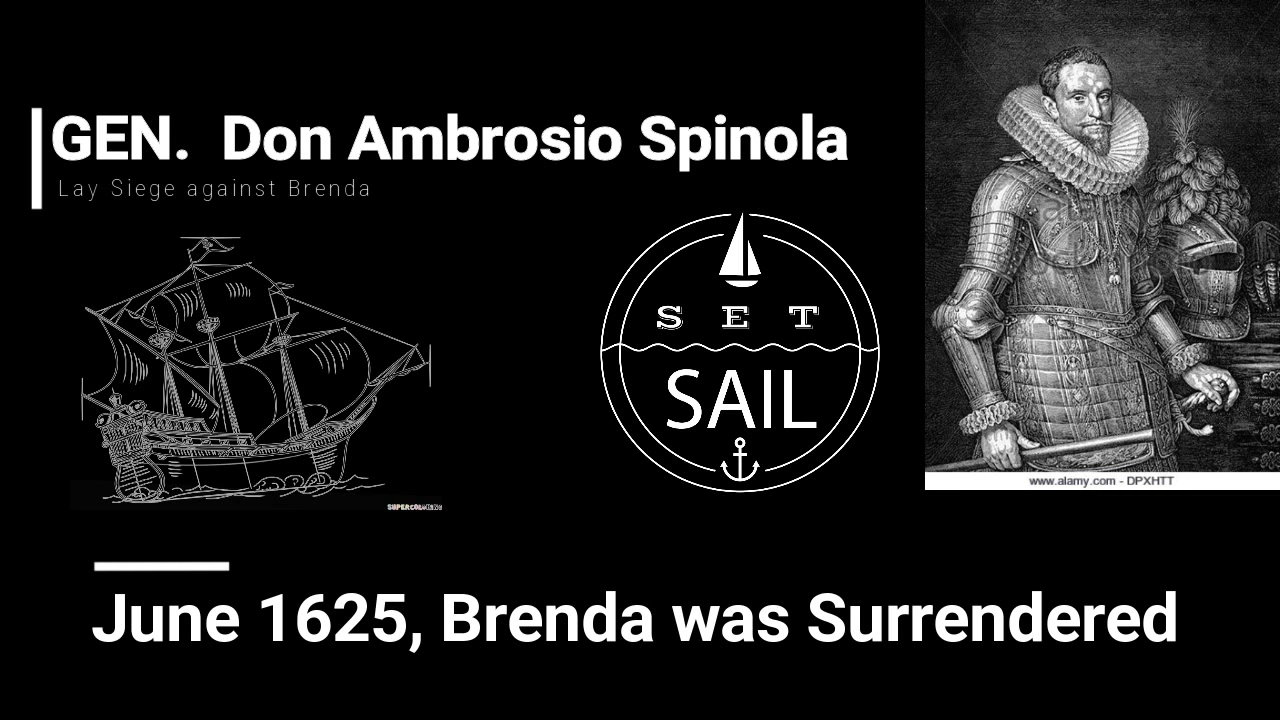 GEN. Don Ambrosio Spinola
Lay Siege against Brenda
SET
SAIL
www.alamy.com - DPXHTT
June 1625, Brenda was Surrendered